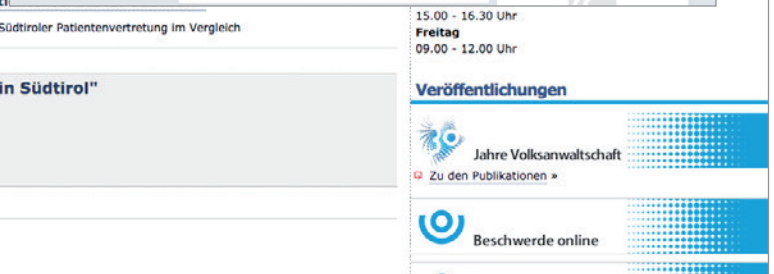 Südtiroler Patientenvertretung im Vergleich
in Südtirol"
15.00 - 16.30 Uhr
Freitag
09.00 - 12.00 Uhr
Veröffentlichungen
30
Jahre Volksanwaltschaft
Zu den Publikationen »
Beschwerde online